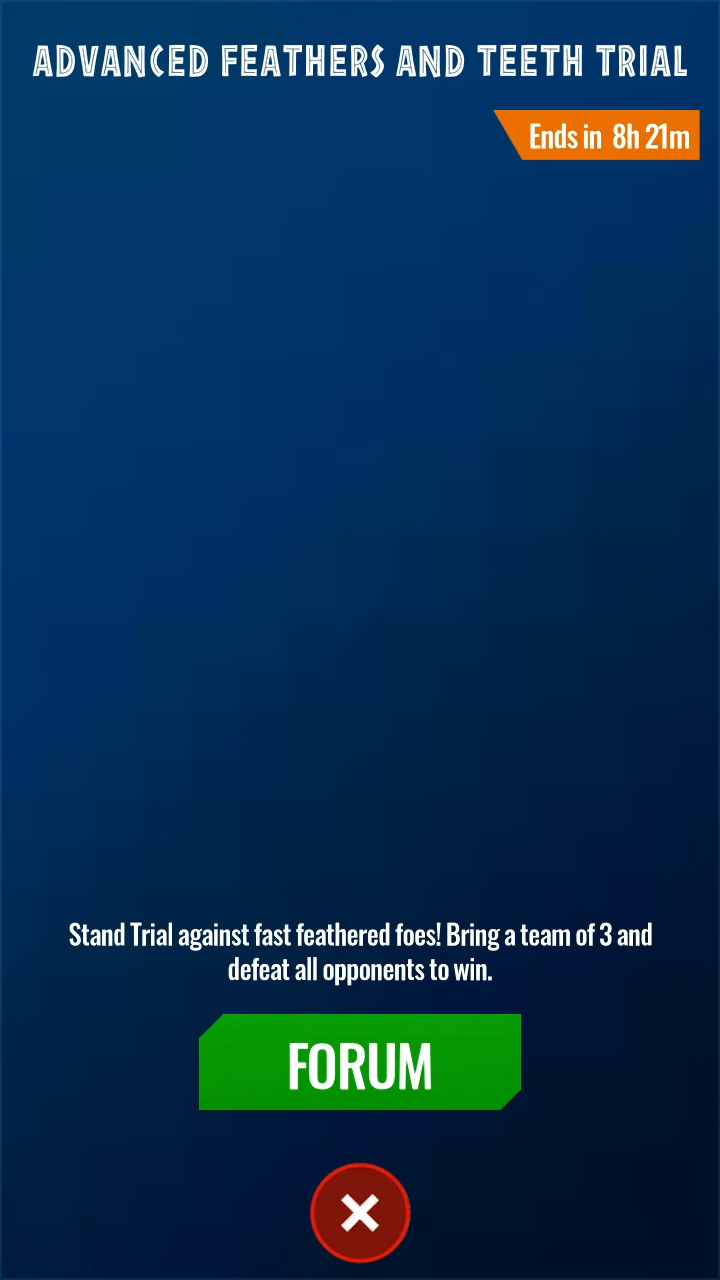 ADVANCED FEATHERS AND TEETH TRIAL
Ends in 8h 21m
Stand Trial against fast feathered foes! Bring a team of 3 and
defeat all opponents to win.
FORUM